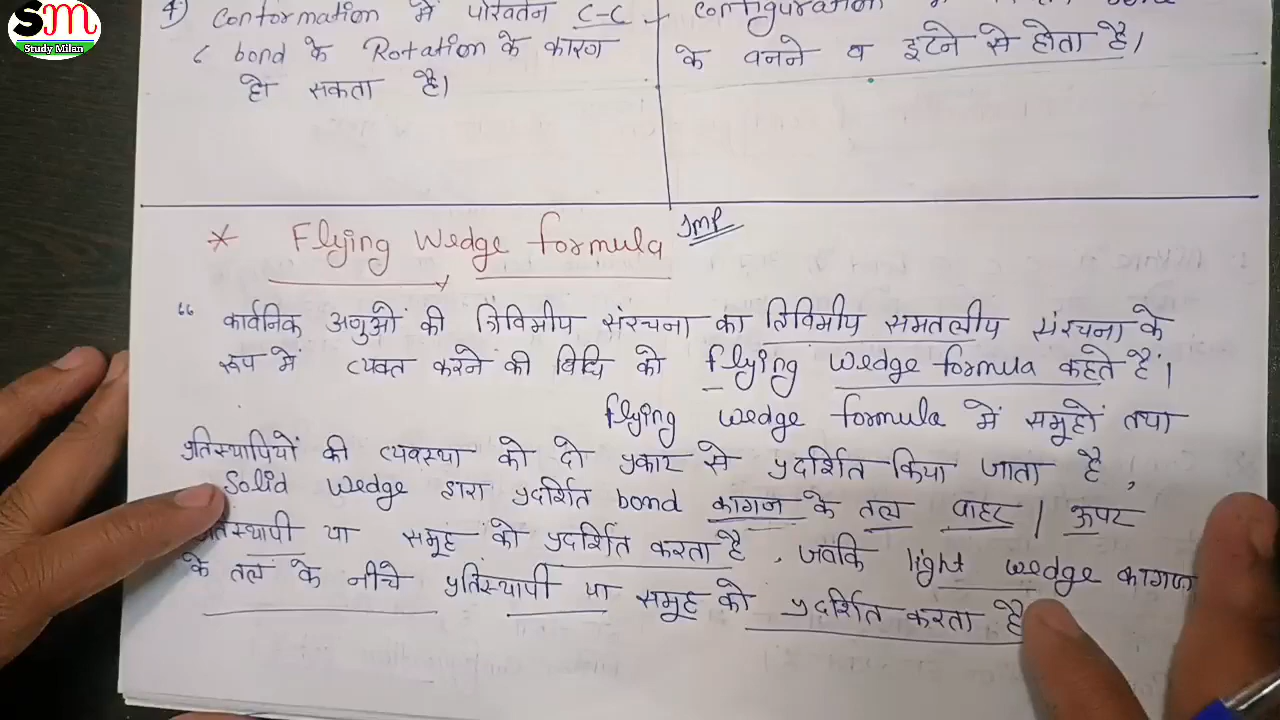 SM
Study Milan
4) Conformation में परिवर्तन C-C
6 bond के Rotation के कारण
हो सकता है।
Configuration
के बनने व टूटने से होता है।
* Flying Wedge formula Imp
“ कार्बनिक अणुओं की त्रिविमीय संरचना का त्रिविमीय समतलीय संरचना के
रूप में व्यक्त करने की विधि को flying wedge formua कहते हैं।
flying wedge formula में समूहों तथा
प्रतिस्थापियों की व्यवस्था को दो प्रकार से प्रदर्शित किया जाता है,
Solid wedge द्वारा प्रदर्शित bond कागज के तल बाहर / ऊपर
प्रतिस्थापी या समूह को प्रदर्शित करता है, जबकि light wedge कागज
के तल के नीचे प्रतिस्थापी या समूह को प्रदर्शित करता है